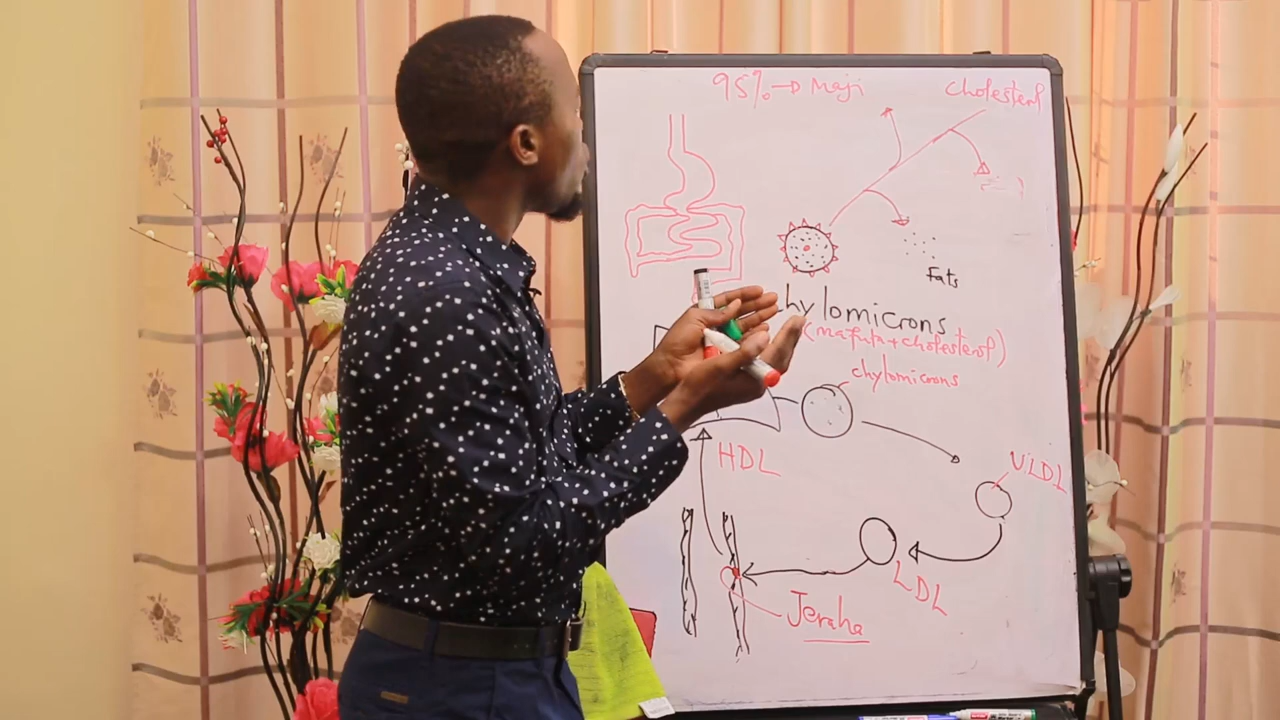 95% → Maji
cholesterol
Fats
hylomicrons
(mafuta + cholesterol)
chylomicrons
HDL
VLDL
LDL
Jeraha